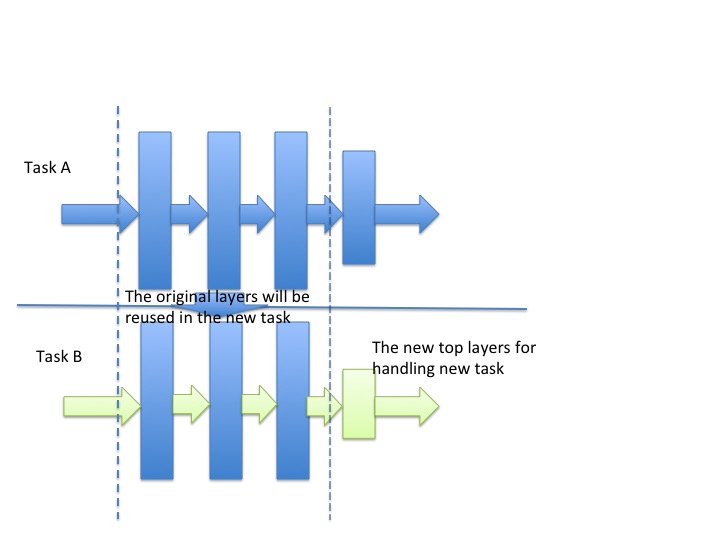 Task A
The original layers will be
reused in the new task
Task B
The new top layers for
handling new task